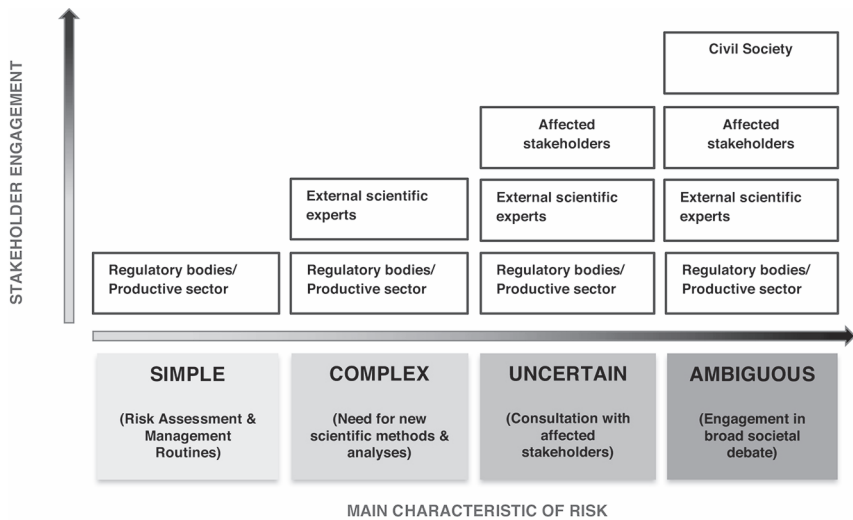 STAKEHOLDER ENGAGEMENT
Civil Society
Affected
stakeholders
Affected
stakeholders
External scientific
experts
External scientific
experts
External scientific
experts
Regulatory bodies/
Productive sector
Regulatory bodies/
Productive sector
Regulatory bodies/
Productive sector
Regulatory bodies/
Productive sector
SIMPLE
(Risk Assessment &
Management
Routines)
COMPLEX
(Need for new
scientific methods &
analyses)
UNCERTAIN
(Consultation with
affected
stakeholders)
AMBIGUOUS
(Engagement in
broad societal
debate)
MAIN CHARACTERISTIC OF RISK